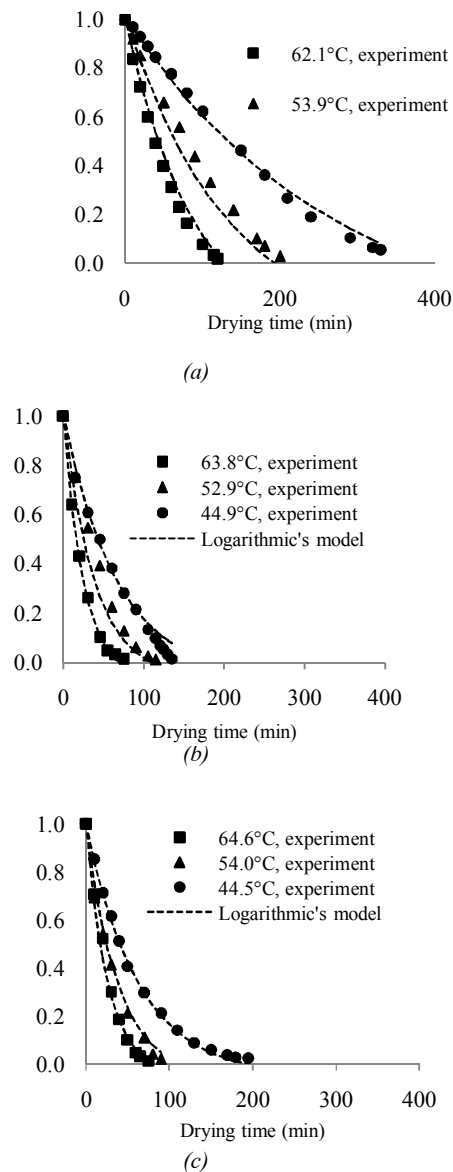 1.0
0.8
0.6
0.4
0.2
0.0
62.1°C, experiment
53.9°C, experiment
0 200 400
Drying time (min)
(a)
1.0
0.8
0.6
0.4
0.2
0.0
63.8°C, experiment
52.9°C, experiment
44.9°C, experiment
Logarithmic's model
0 100 200 300 400
Drying time (min)
(b)
1.0
0.8
0.6
0.4
0.2
0.0
64.6°C, experiment
54.0°C, experiment
44.5°C, experiment
Logarithmic's model
0 100 200 300 400
Drying time (min)
(c)